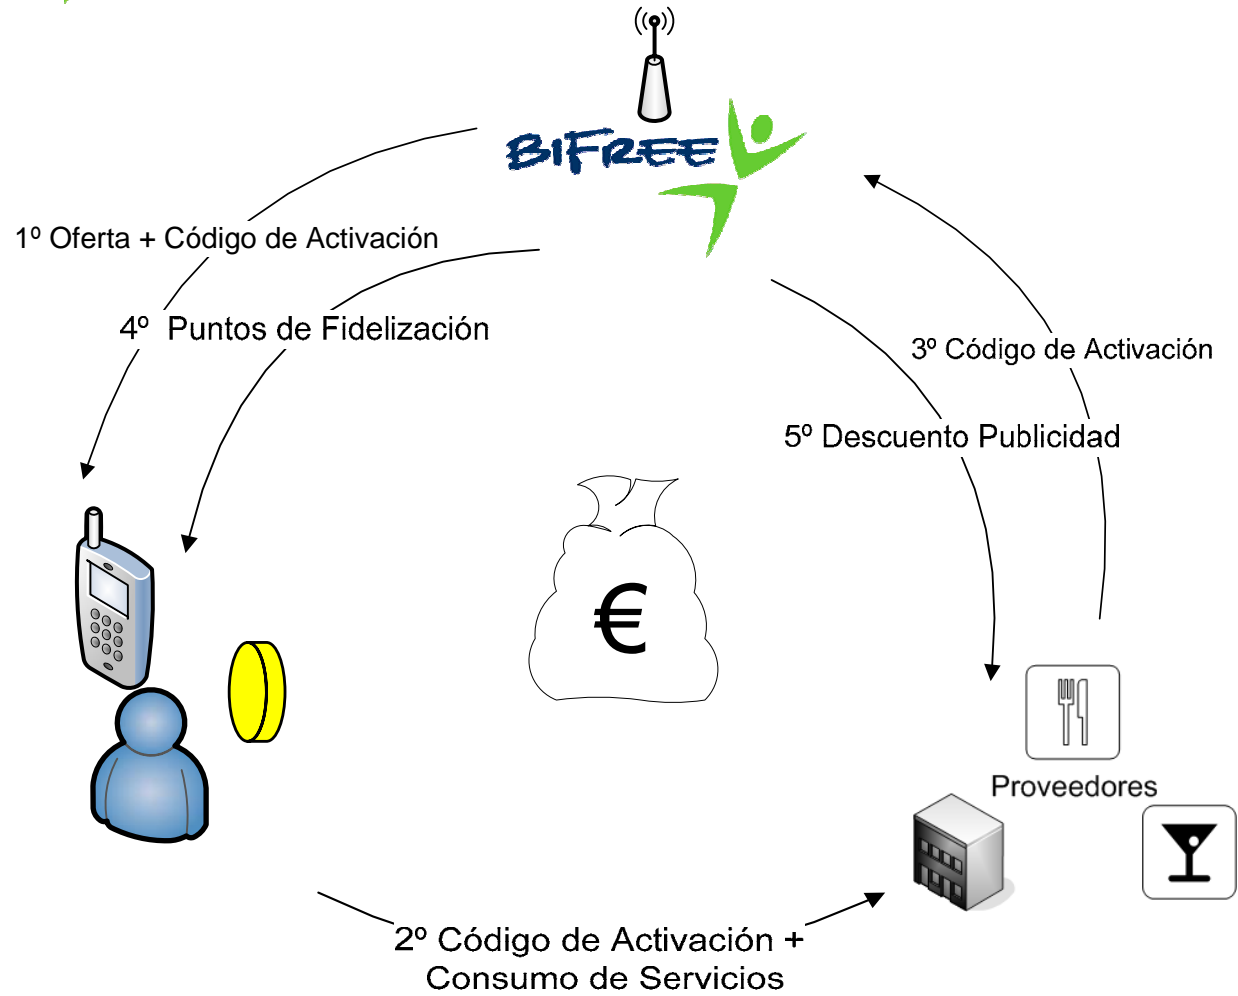 BIFREE
1º Oferta + Código de Activación
4º Puntos de Fidelización
3º Código de Activación
5º Descuento Publicidad
€
Proveedores
2º Código de Activación +
Consumo de Servicios